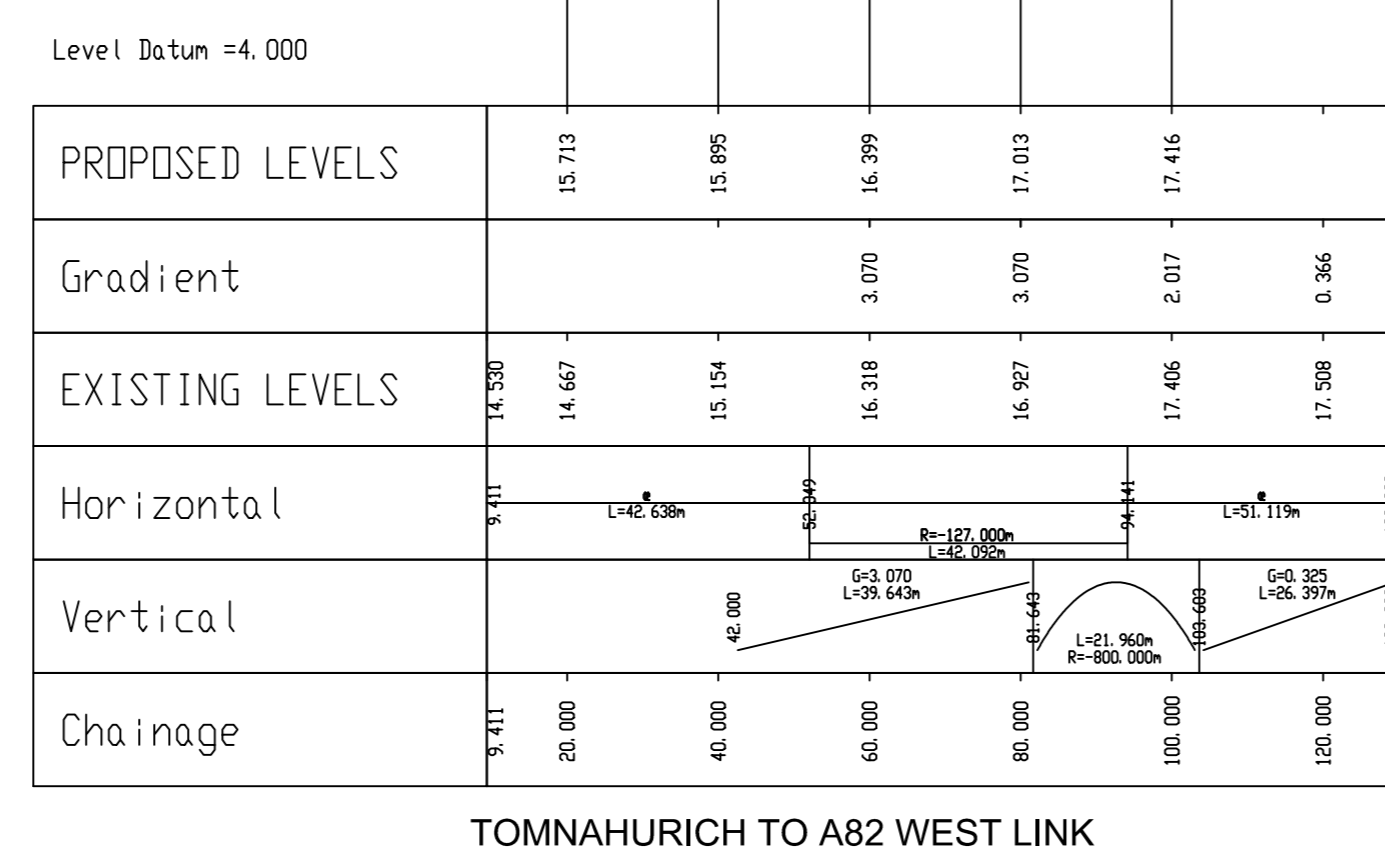 Level Datum =4. 000
PROPOSED LEVELS
15. 713
15. 895
16. 399
17. 013
17. 416
Gradient
3. 070
3. 070
2. 017
0. 366
EXISTING LEVELS
14. 530
14. 667
15. 154
16. 318
16. 927
17. 406
17. 508
Horizontal
9. 411
L=42. 638m
52. 049
R=-127. 000m
L=42. 092m
94. 141
L=51. 119m
Vertical
42. 000
G=3. 070
L=39. 643m
81. 643
L=21. 960m
R=-800. 000m
103. 603
G=0. 325
L=26. 397m
Chainage
9. 411
20. 000
40. 000
60. 000
80. 000
100. 000
120. 000
TOMNAHURICH TO A82 WEST LINK